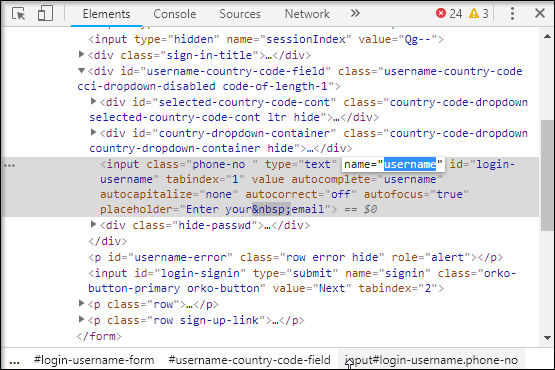 Elements 24 3
<input type="hidden" name="sessionIndex" value="Qg--">
<div class="sign-in-title">…</div>
<div id="username-country-code-field" class="username-country-code
cci-dropdown-disabled code-of-length-1">
<div id="selected-country-code-cont" class="country-code-dropdown
selected-country-code-cont ltr hide">…</div>
<div id="country-dropdown-container" class="country-code-dropdown
country-dropdown-container hide">…</div>
… <input class="phone-no " type="text" name="username" id="login-
username" tabindex="1" value autocomplete="username"
autocapitalize="none" autocorrect="off" autofocus="true"
placeholder="Enter your&nbsp;email"> == $0
<div class="hide-passwd">…</div>
</div>
<p id="username-error" class="row error hide" role="alert"></p>
<input id="login-signin" type="submit" name="signin" class="orko-
button-primary orko-button" value="Next" tabindex="2">
<p class="row">…</p>
<p class="row sign-up-link">…</p>
</form>
... #login-username-form #username-country-code-field input#login-username.phone-no